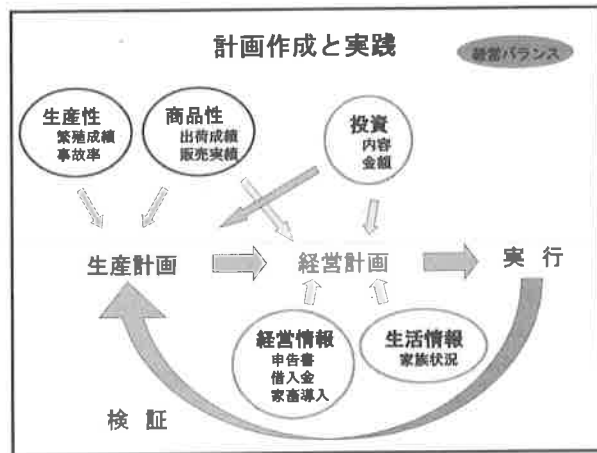 計画作成と実践
経営バランス
生産性
繁殖成績
事故率
商品性
出荷成績
販売実績
投資
内容
金額
生産計画
経営計画
実行
経営情報
申告書
借入金
家畜導入
生活情報
家族状況
検証